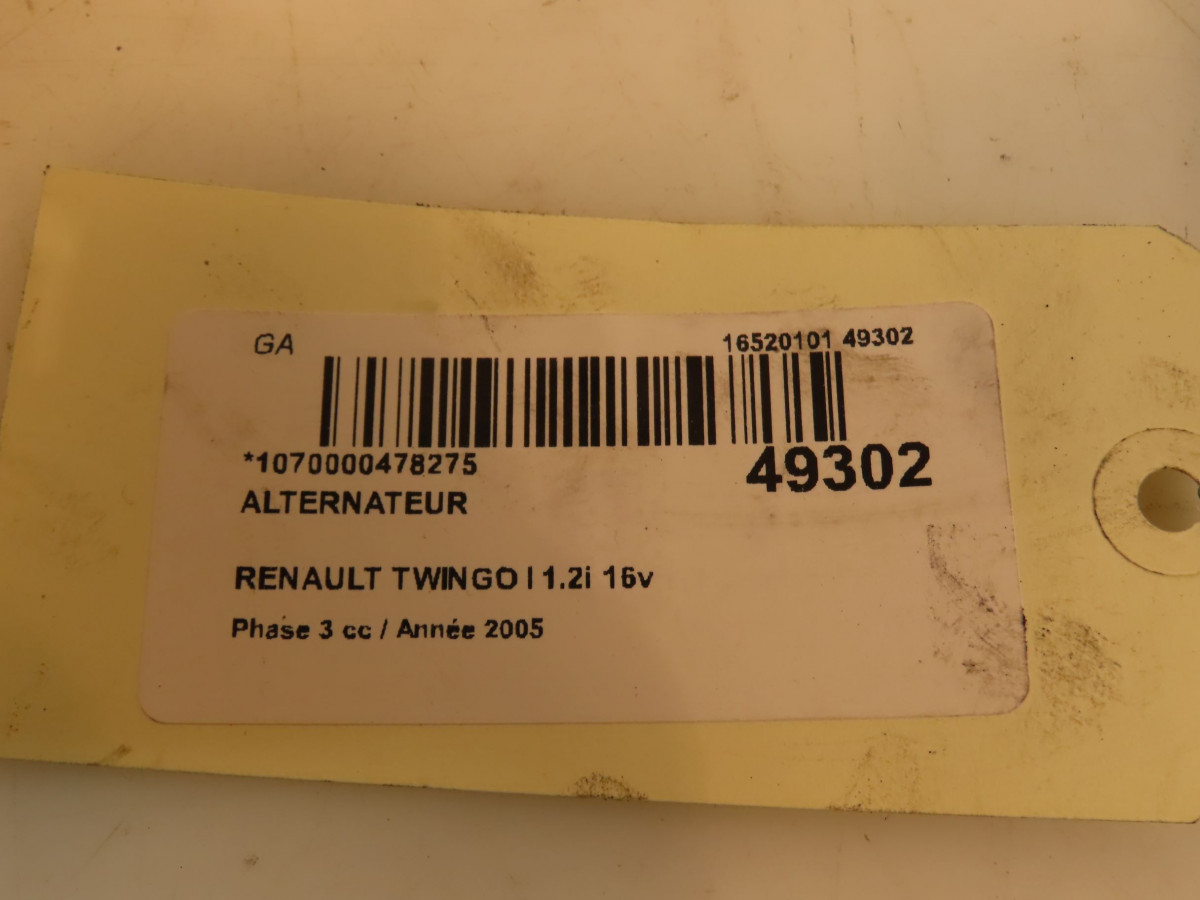 GA 16520101 49302
*1070000478275 49302
ALTERNATEUR
RENAULT TWINGO I 1.2i 16v
Phase 3 cc / Année 2005